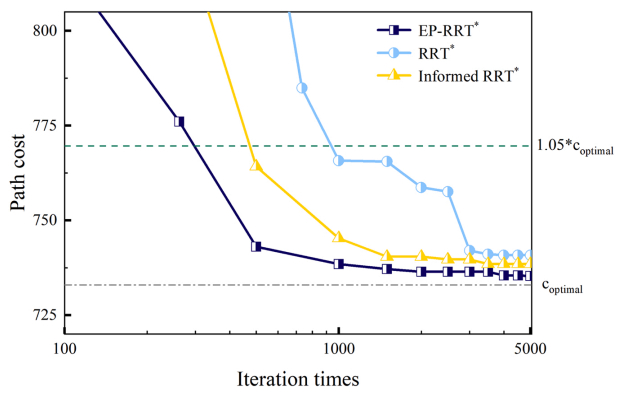 800
775
750
725
Path cost
EP-RRT*
RRT*
Informed RRT*
1.05*c_optimal
c_optimal
100
1000
5000
Iteration times